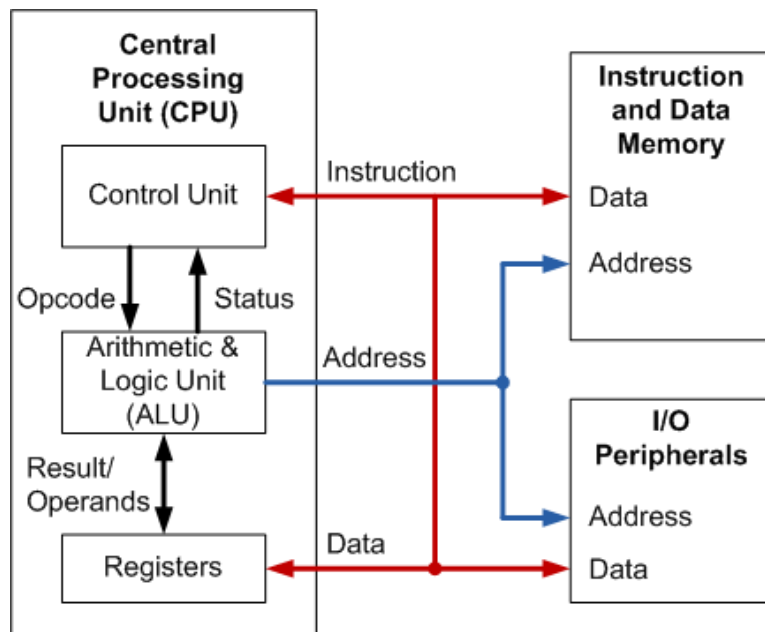 Central
Processing
Unit (CPU)
Control Unit
Opcode
Status
Arithmetic &
Logic Unit
(ALU)
Result/
Operands
Registers
Instruction
Address
Data
Instruction
and Data
Memory
Data
Address
I/O
Peripherals
Address
Data